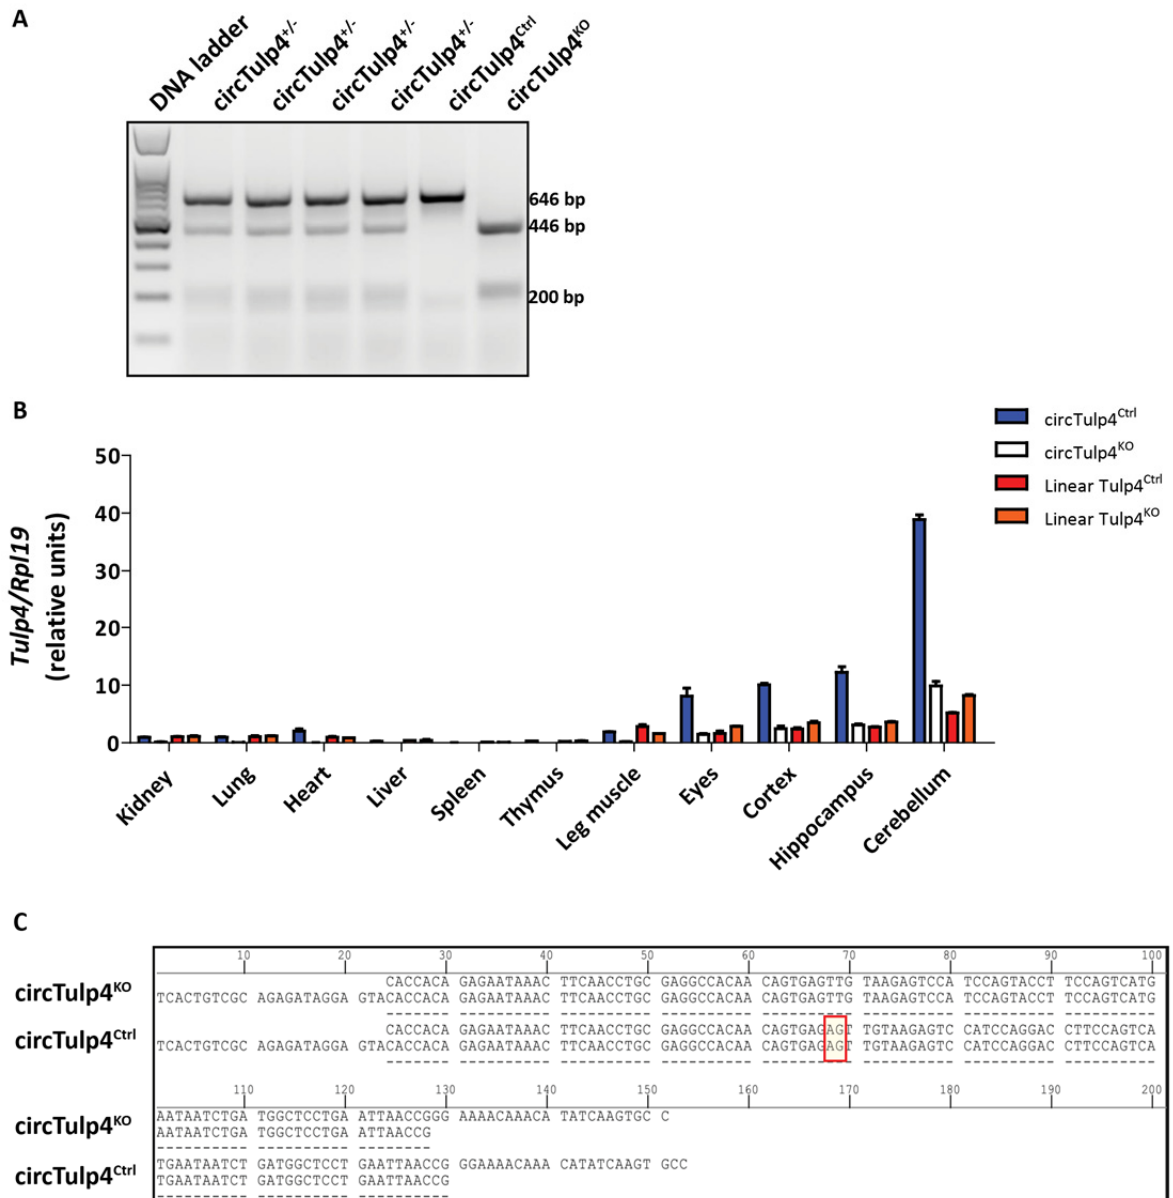 A
DNA ladder
circTulp4+/-
circTulp4+/-
circTulp4+/-
circTulp4+/-
circTulp4Ctrl
circTulp4KO
646 bp
446 bp
200 bp
B
circTulp4Ctrl
circTulp4KO
Linear Tulp4Ctrl
Linear Tulp4KO
Tulp4/Rpl19
(relative units)
50
40
30
20
10
0
Kidney
Lung
Heart
Liver
Spleen
Thymus
Leg muscle
Eyes
Cortex
Hippocampus
Cerebellum
C
10 20 30 40 50 60 70 80 90 100
circTulp4KO
CACCACA GAGAATAAAC TTCAACCTGC GAGGCCACAA CAGTGAGTTG TAAGAGTCCA TCCAGTACCT TCCAGTCATG
TCACTGTCGC AGAGATAGGA GTACACCACA GAGAATAAAC TTCAACCTGC GAGGCCACAA CAGTGAGTTG TAAGAGTCCA TCCAGTACCT TCCAGTCATG
circTulp4Ctrl
CACCACA GAGAATAAAC TTCAACCTGC GAGGCCACAA CAGTGAGAGT TGTAAGAGTC CATCCAGGAC CTTCCAGTCA
TCACTGTCGC AGAGATAGGA GTACACCACA GAGAATAAAC TTCAACCTGC GAGGCCACAA CAGTGAGAGT TGTAAGAGTC CATCCAGGAC CTTCCAGTCA
110 120 130 140 150 160 170 180 190 200
circTulp4KO
AATAATCTGA TGGCTCCTGA ATTAACCGGG AAAACAAACA TATCAAGTGC C
AATAATCTGA TGGCTCCTGA ATTAACCG
circTulp4Ctrl
TGAATAATCT GATGGCTCCT GAATTAACCG GGAAAACAAA CATATCAAGT GCC
TGAATAATCT GATGGCTCCT GAATTAACCG